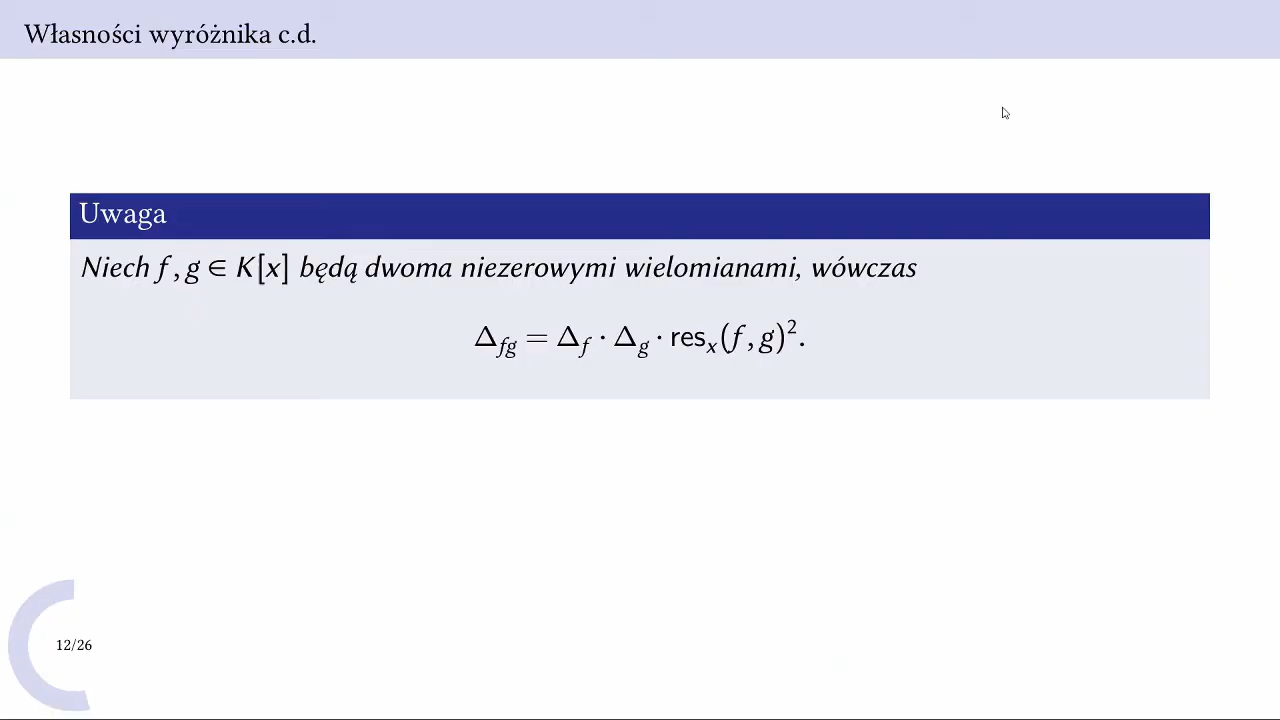 Własności wyróżnika c.d.
Uwaga
Niech f, g ∈ K[x] będą dwoma niezerowymi wielomianami, wówczas
Δ_{fg} = Δ_f · Δ_g · res_x(f, g)².
12/26